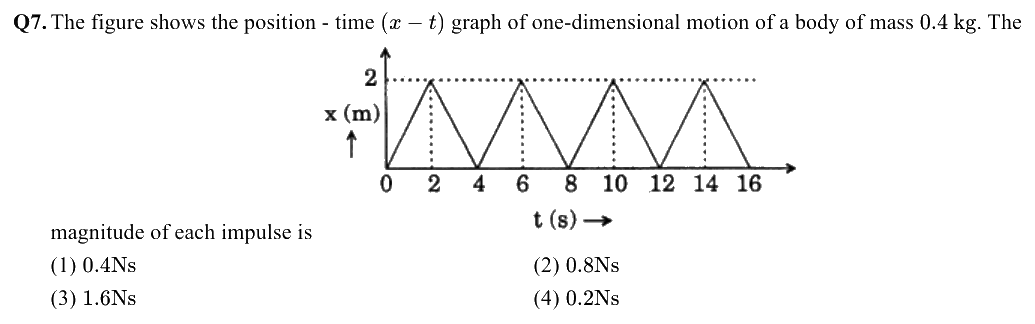 Q7. The figure shows the position - time (x − t) graph of one-dimensional motion of a body of mass 0.4 kg. The
2
x (m)
↑
0 2 4 6 8 10 12 14 16
t (s) →
magnitude of each impulse is
(1) 0.4Ns (2) 0.8Ns
(3) 1.6Ns (4) 0.2Ns